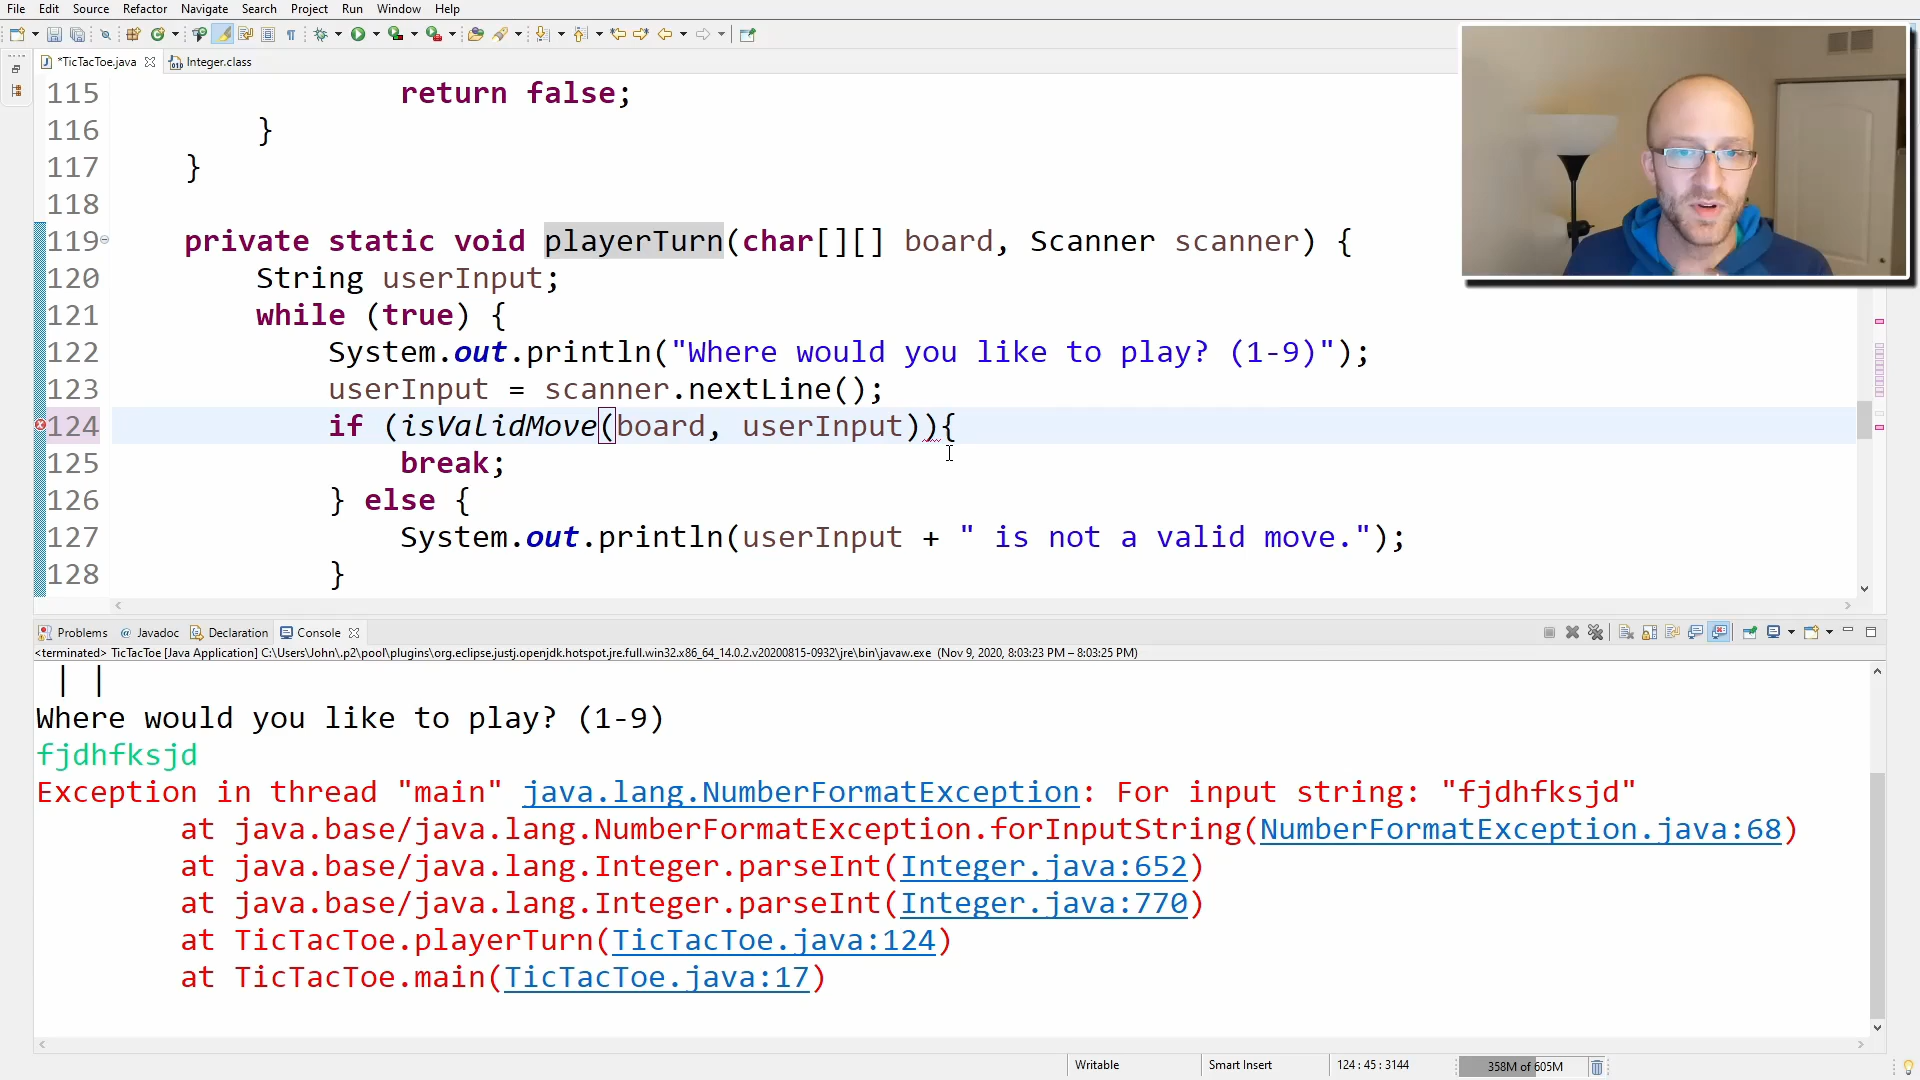 File Edit Source Refactor Navigate Search Project Run Window Help
*TicTacToe.java Integer.class
115 return false;
116 }
117 }
118
119 private static void playerTurn(char[][] board, Scanner scanner) {
120 String userInput;
121 while (true) {
122 System.out.println("Where would you like to play? (1-9)");
123 userInput = scanner.nextLine();
124 if (isValidMove(board, userInput)){
125 break;
126 } else {
127 System.out.println(userInput + " is not a valid move.");
128 }
Problems @ Javadoc Declaration Console
<terminated> TicTacToe [Java Application] C:\Users\John\.p2\pool\plugins\org.eclipse.justj.openjdk.hotspot.jre.full.win32.x86_64_14.0.2.v20200815-0932\jre\bin\javaw.exe (Nov 9, 2020, 8:03:23 PM – 8:03:25 PM)
| |
Where would you like to play? (1-9)
fjdhfksjd
Exception in thread "main" java.lang.NumberFormatException: For input string: "fjdhfksjd"
at java.base/java.lang.NumberFormatException.forInputString(NumberFormatException.java:68)
at java.base/java.lang.Integer.parseInt(Integer.java:652)
at java.base/java.lang.Integer.parseInt(Integer.java:770)
at TicTacToe.playerTurn(TicTacToe.java:124)
at TicTacToe.main(TicTacToe.java:17)
Writable Smart Insert 124 : 45 : 3144 358M of 605M